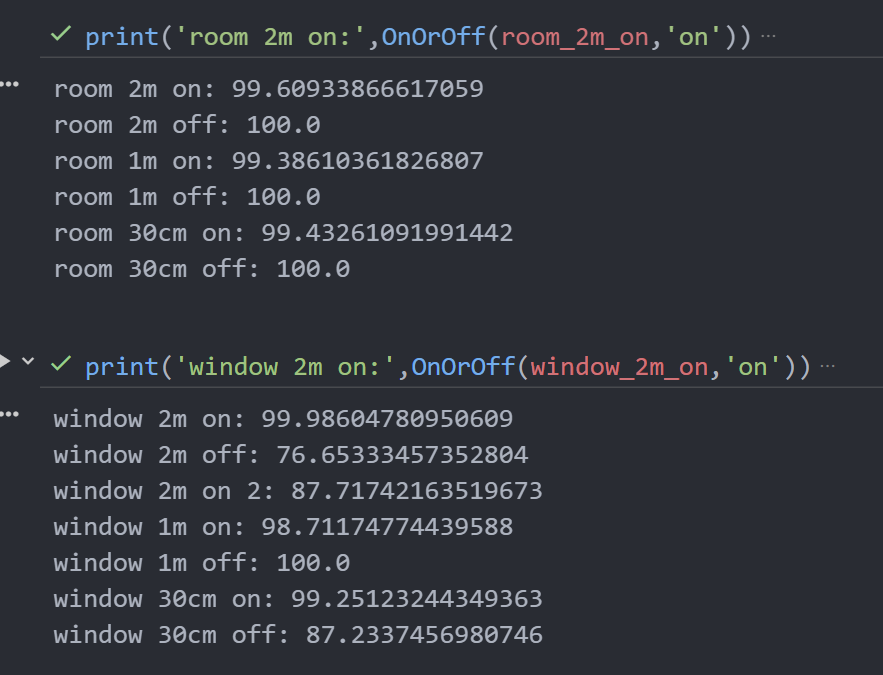 print('room 2m on:',OnOrOff(room_2m_on,'on')) ···
room 2m on: 99.60933866617059
room 2m off: 100.0
room 1m on: 99.38610361826807
room 1m off: 100.0
room 30cm on: 99.43261091991442
room 30cm off: 100.0
print('window 2m on:',OnOrOff(window_2m_on,'on')) ···
window 2m on: 99.98604780950609
window 2m off: 76.65333457352804
window 2m on 2: 87.71742163519673
window 1m on: 98.71174774439588
window 1m off: 100.0
window 30cm on: 99.25123244349363
window 30cm off: 87.2337456980746